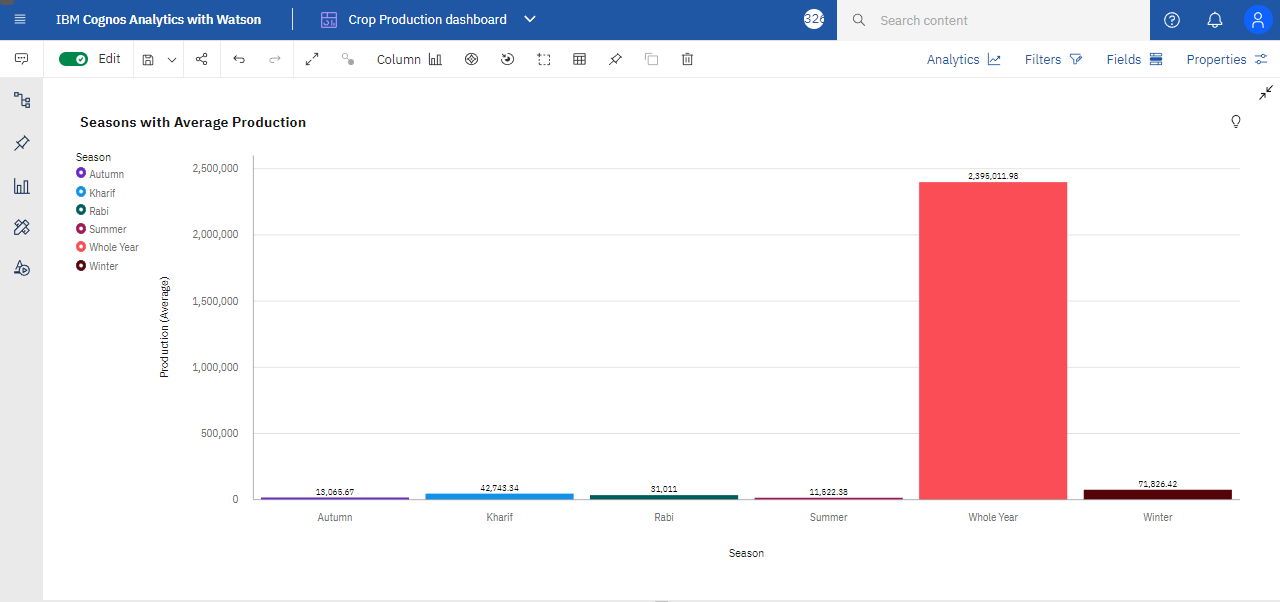 IBM Cognos Analytics with Watson
Crop Production dashboard
326
Search content
Edit
Column
Analytics
Filters
Fields
Properties
Seasons with Average Production
Season
Autumn
Kharif
Rabi
Summer
Whole Year
Winter
Production (Average)
2,500,000
2,000,000
1,500,000
1,000,000
500,000
0
13,065.67
42,743.34
31,011
11,522.38
2,395,011.98
71,826.42
Autumn
Kharif
Rabi
Summer
Whole Year
Winter
Season